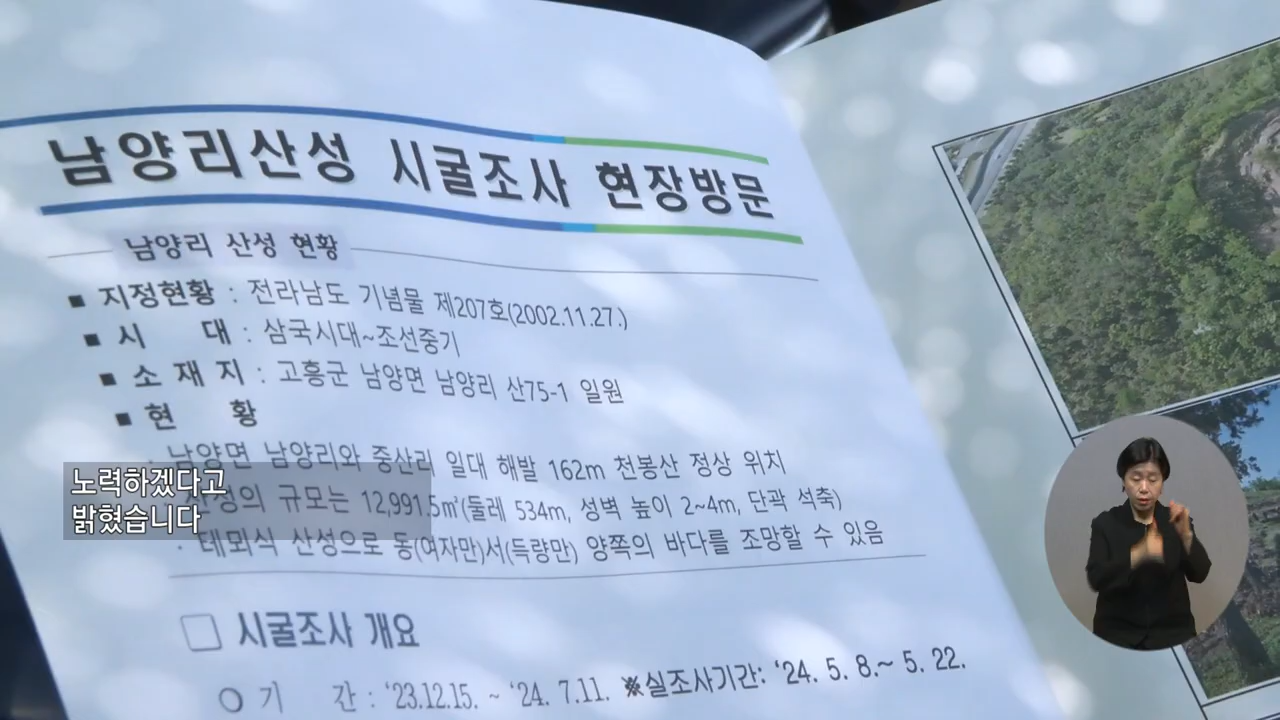 남양리산성 시굴조사 현장방문
남양리 산성 현황
■ 지정현황 : 전라남도 기념물 제207호(2002.11.27.)
■ 시 대 : 삼국시대~조선중기
■ 소 재 지 : 고흥군 남양면 남양리 산75-1 일원
■ 현 황
· 남양면 남양리와 중산리 일대 해발 162m 천봉산 정상 위치
노력하겠다고
밝혔습니다
산성의 규모는 12,991.5㎡(둘레 534m, 성벽 높이 2~4m, 단곽 석축)
· 테뫼식 산성으로 동(여자만)서(득량만) 양쪽의 바다를 조망할 수 있음
□ 시굴조사 개요
○ 기 간 : ‘23.12.15. ~ ‘24. 7.11. ※실조사기간: ‘24. 5. 8.~ 5. 22.